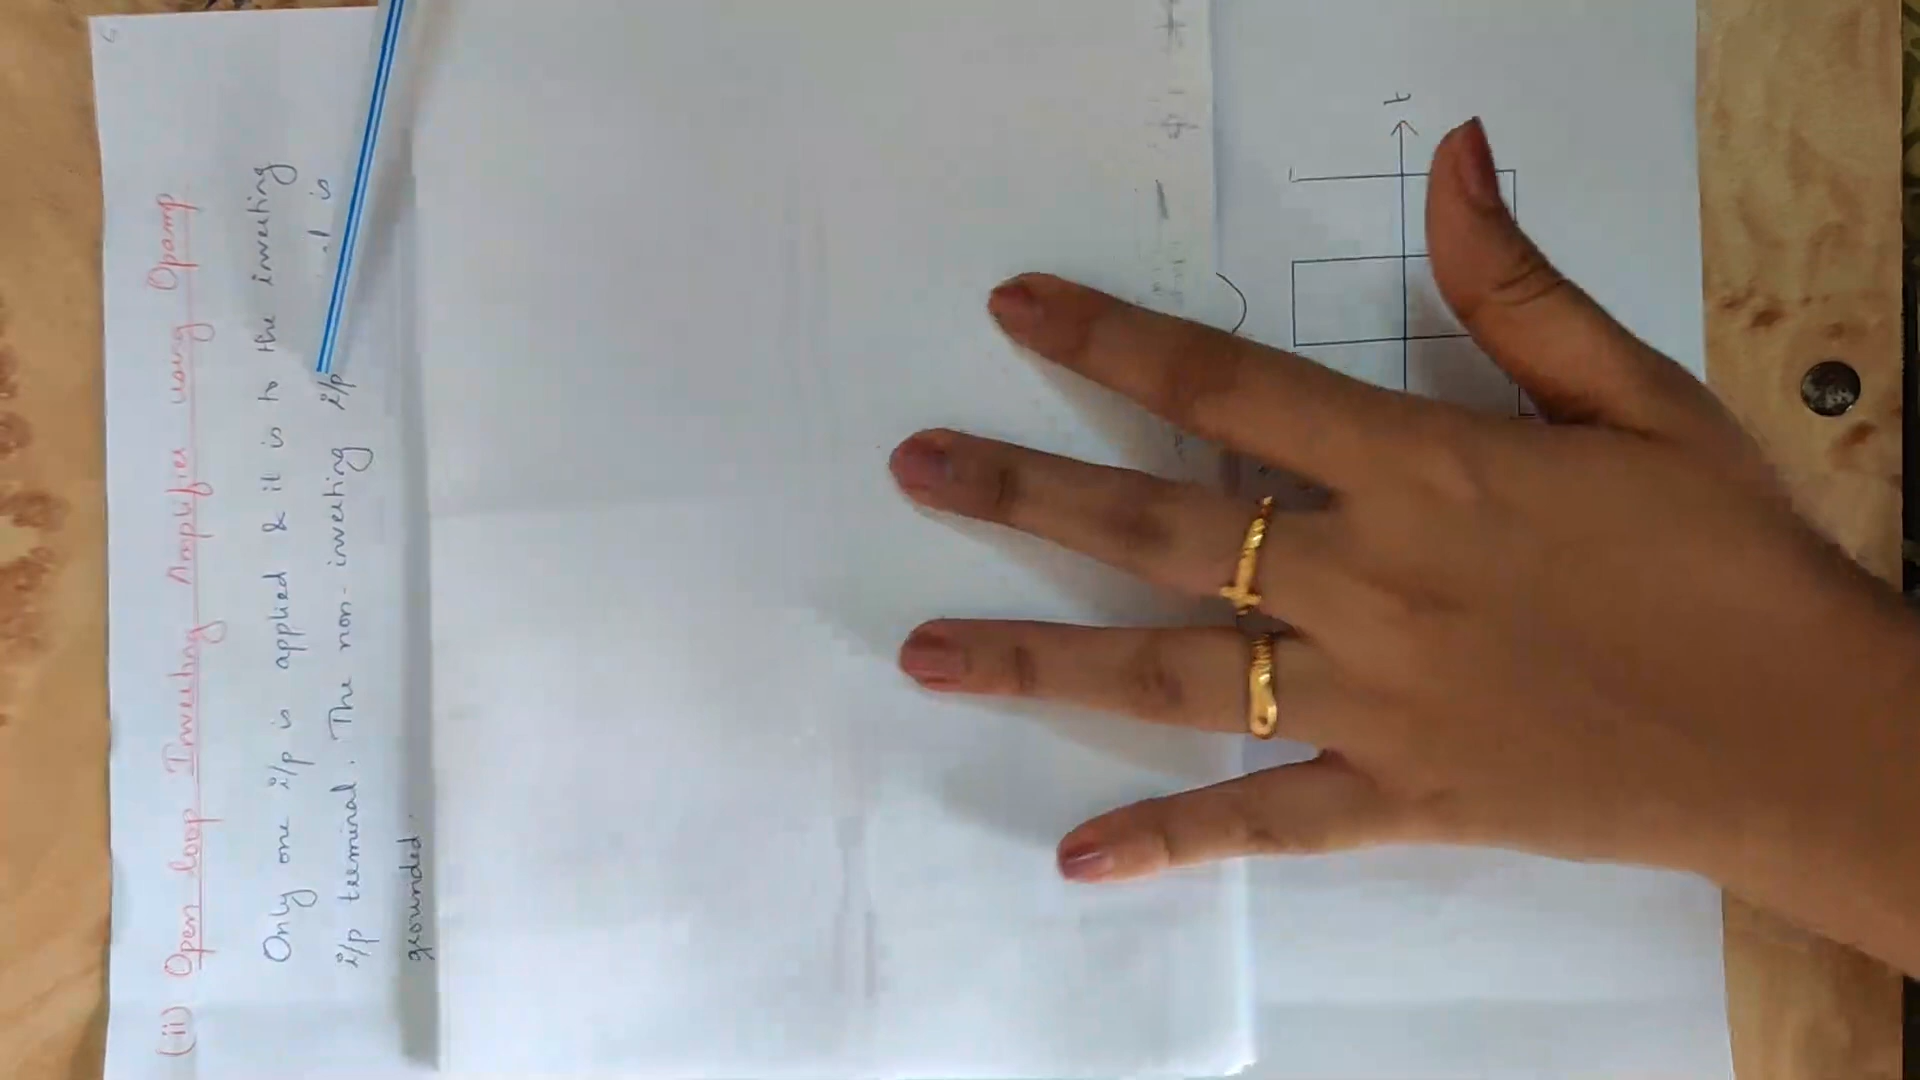 (ii) Open loop Inverting Amplifier using Opamp
Only one i/p is applied & it is to the inverting
i/p terminal. The non-inverting i/p is
grounded.
t